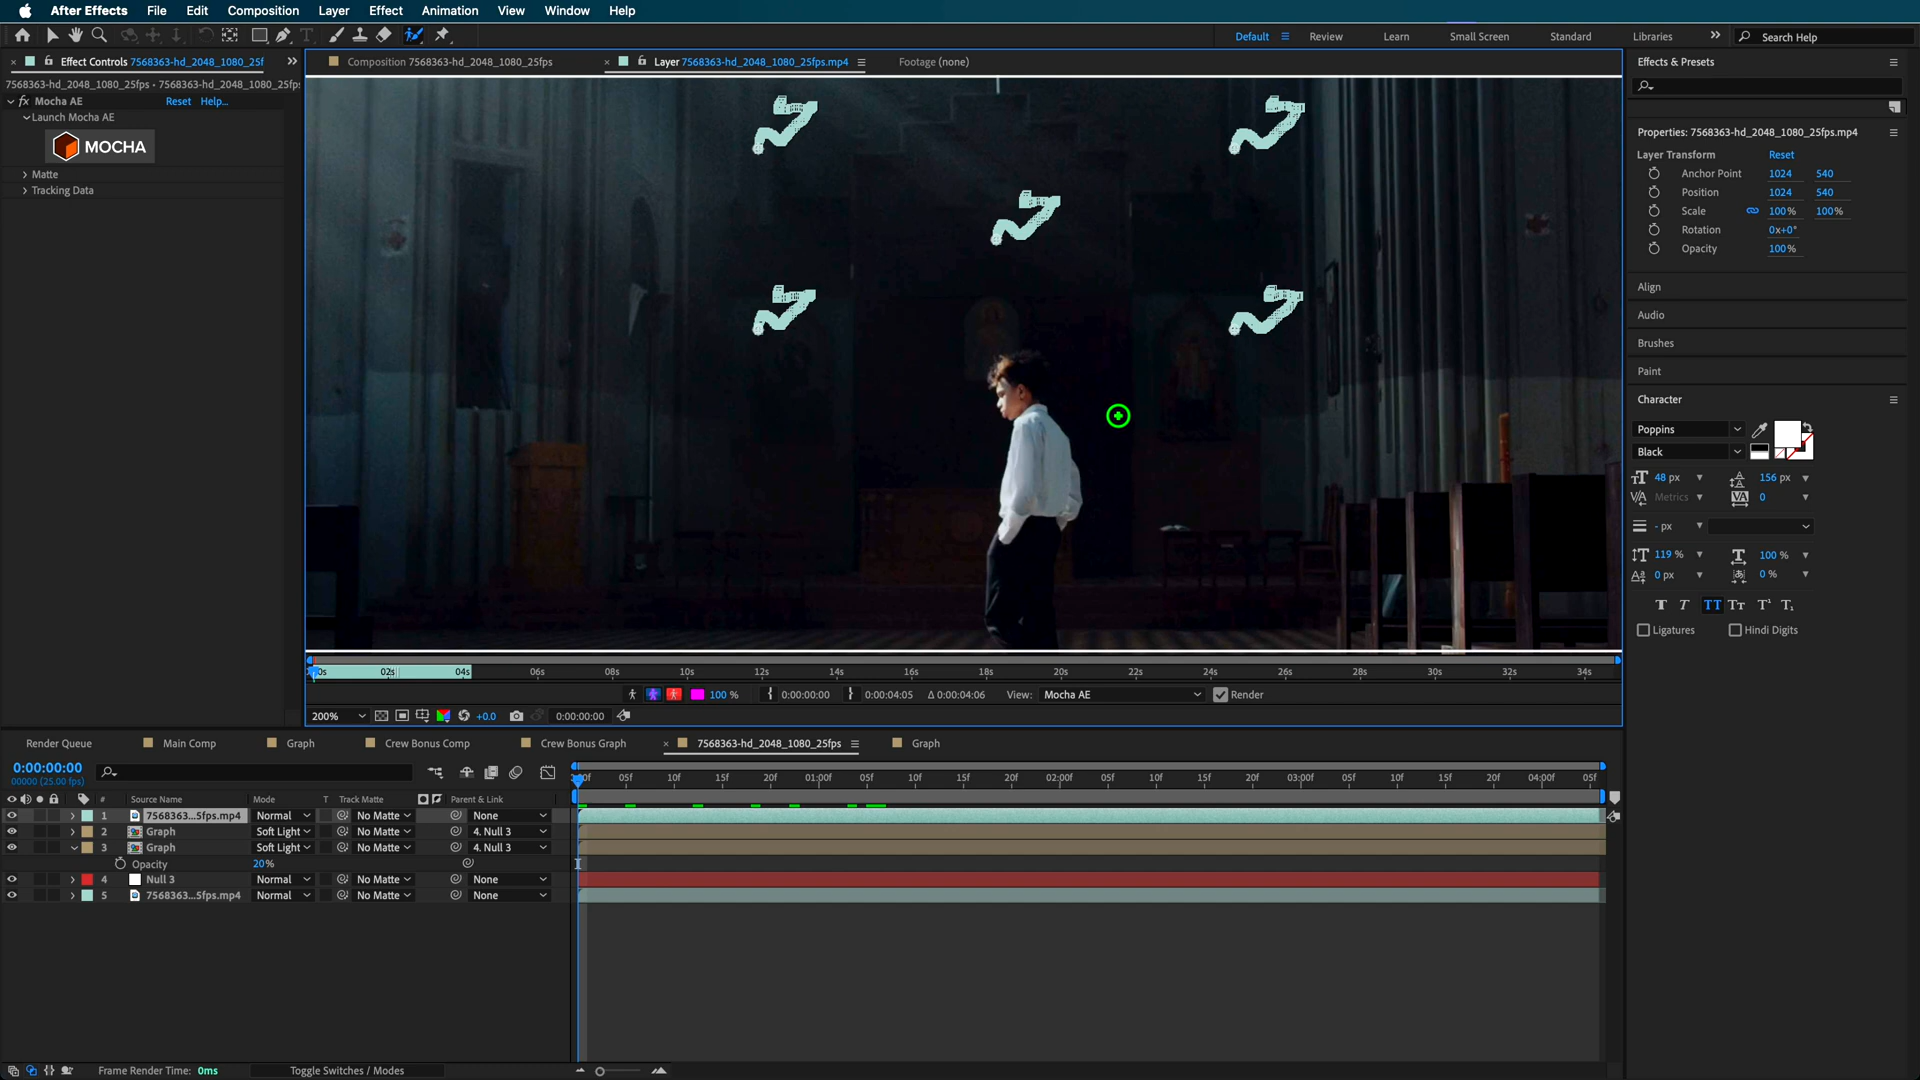 After Effects File Edit Composition Layer Effect Animation View Window Help
Default Review Learn Small Screen Standard Libraries Search Help
Effect Controls 7568363-hd_2048_1080_25f
7568363-hd_2048_1080_25fps • 7568363-hd_2048_1080_25fps
fx Mocha AE Reset Help...
Launch Mocha AE
MOCHA
Matte
Tracking Data
Composition 7568363-hd_2048_1080_25fps Layer 7568363-hd_2048_1080_25fps.mp4 Footage (none)
02s 04s 06s 08s 10s 12s 14s 16s 18s 20s 22s 24s 26s 28s 30s 32s 34s
100 % 0:00:00:00 0:00:04:05 Δ 0:00:04:06 View: Mocha AE Render
200% +0.0 0:00:00:00
Effects & Presets
Properties: 7568363-hd_2048_1080_25fps.mp4
Layer Transform Reset
Anchor Point 1024 540
Position 1024 540
Scale 100% 100%
Rotation 0x+0°
Opacity 100%
Align
Audio
Brushes
Paint
Character
Poppins
Black
48 px 156 px
Metrics 0
- px
119 % 100 %
0 px 0 %
T T TT Tт T¹ T₁
Ligatures Hindi Digits
Render Queue Main Comp Graph Crew Bonus Comp Crew Bonus Graph 7568363-hd_2048_1080_25fps Graph
0:00:00:00
00000 (25.00 fps)
05f 10f 15f 20f 01:00f 05f 10f 15f 20f 02:00f 05f 10f 15f 20f 03:00f 05f 10f 15f 20f 04:00f 05f
# Source Name Mode T Track Matte Parent & Link
1 7568363...5fps.mp4 Normal No Matte None
2 Graph Soft Light No Matte 4. Null 3
3 Graph Soft Light No Matte 4. Null 3
Opacity 20%
4 Null 3 Normal No Matte None
5 7568363...5fps.mp4 Normal No Matte None
Frame Render Time: 0ms Toggle Switches / Modes